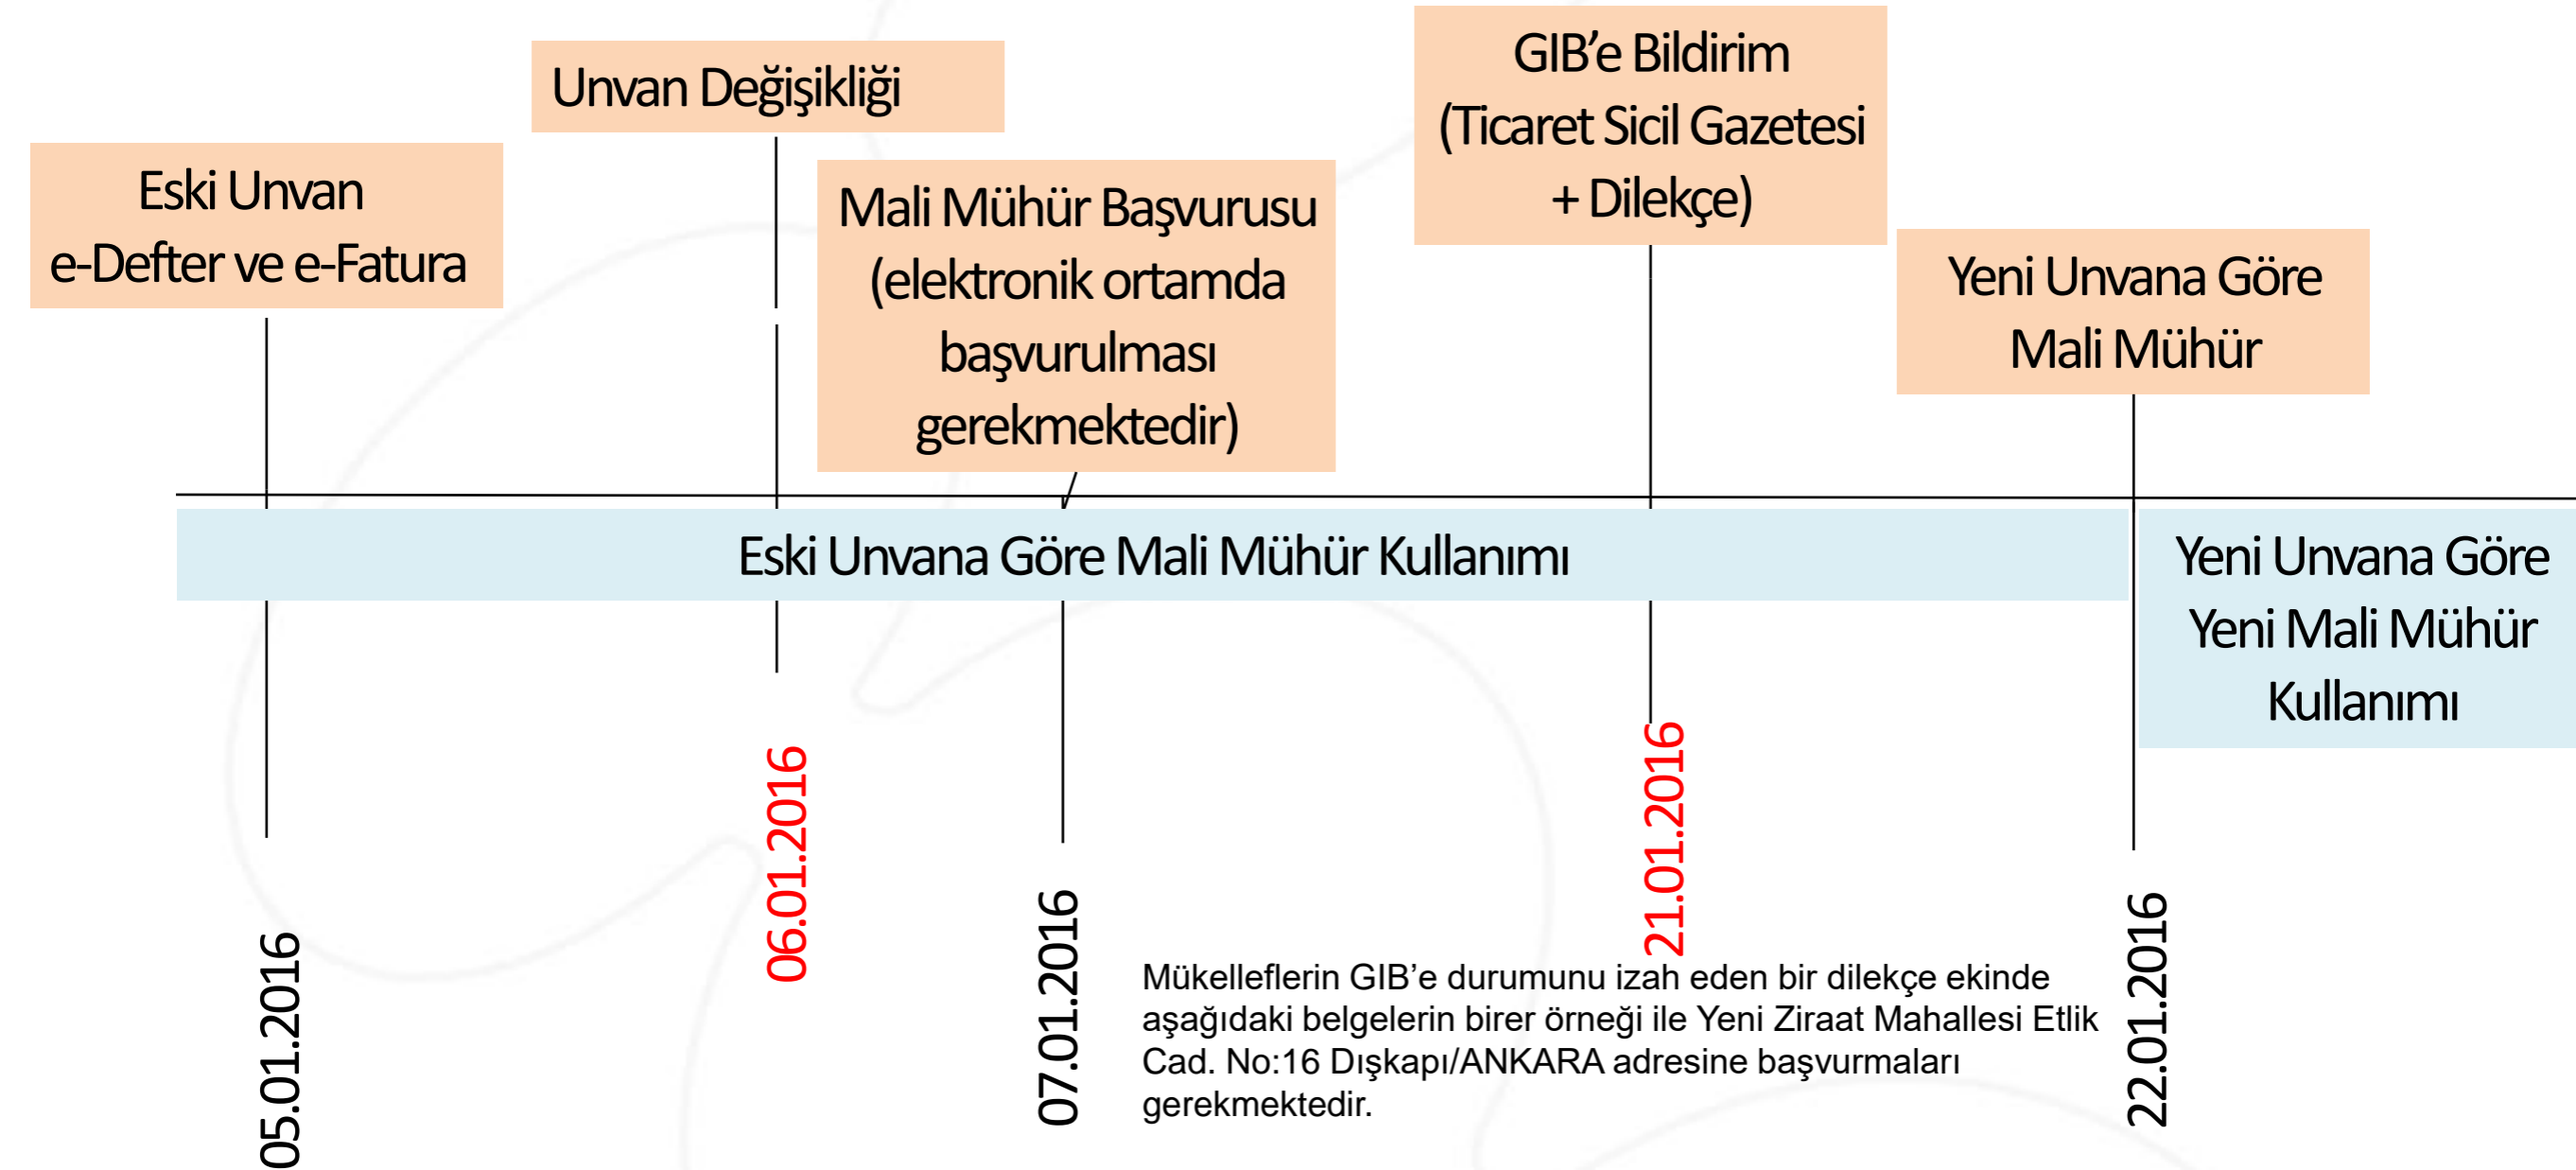 Unvan Değişikliği
GIB’e Bildirim
(Ticaret Sicil Gazetesi
+ Dilekçe)
Eski Unvan
e-Defter ve e-Fatura
Mali Mühür Başvurusu
(elektronik ortamda
başvurulması
gerekmektedir)
Yeni Unvana Göre
Mali Mühür
Eski Unvana Göre Mali Mühür Kullanımı
Yeni Unvana Göre
Yeni Mali Mühür
Kullanımı
05.01.2016
06.01.2016
07.01.2016
21.01.2016
22.01.2016
Mükelleflerin GIB’e durumunu izah eden bir dilekçe ekinde
aşağıdaki belgelerin birer örneği ile Yeni Ziraat Mahallesi Etlik
Cad. No:16 Dışkapı/ANKARA adresine başvurmaları
gerekmektedir.